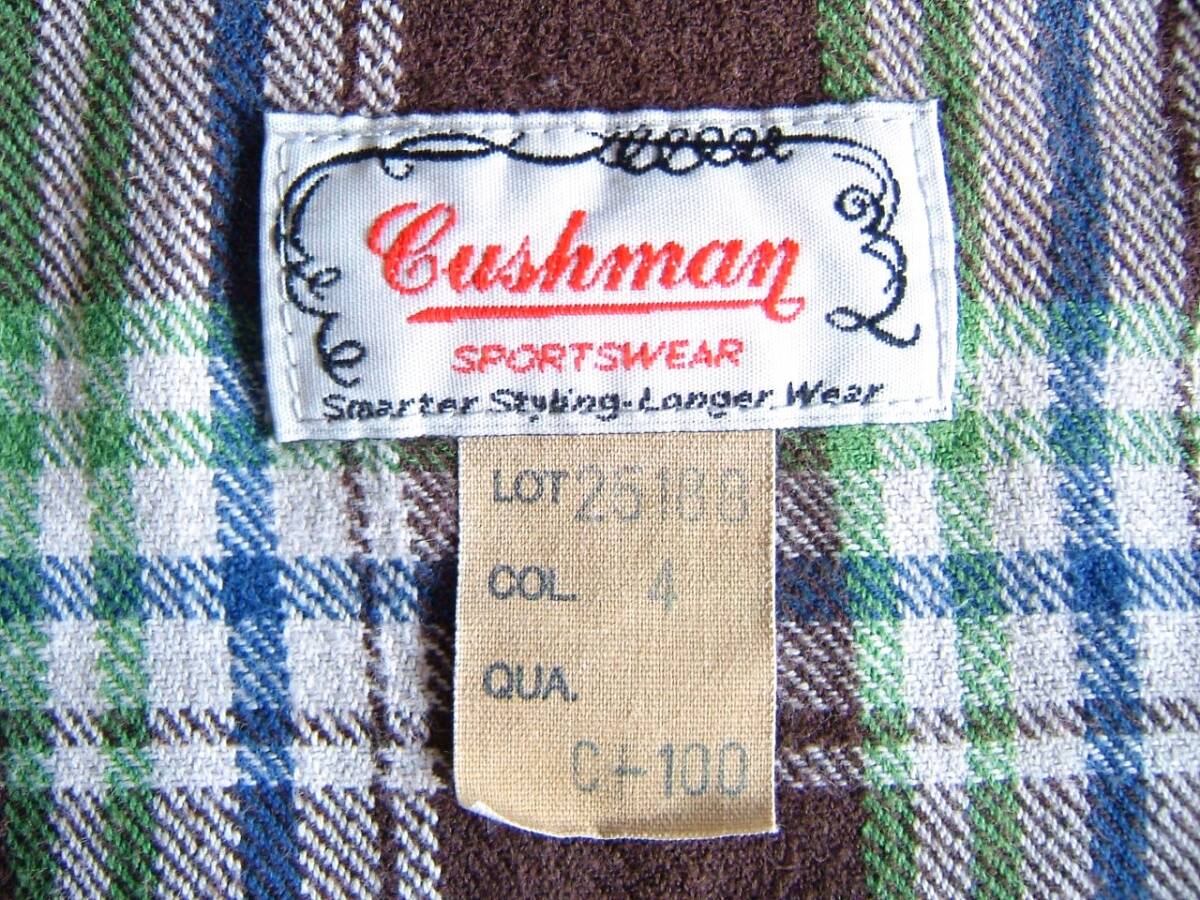 Cushman
SPORTSWEAR
Smarter Styling-Longer Wear
LOT 25188
COL. 4
QUA.
C-100